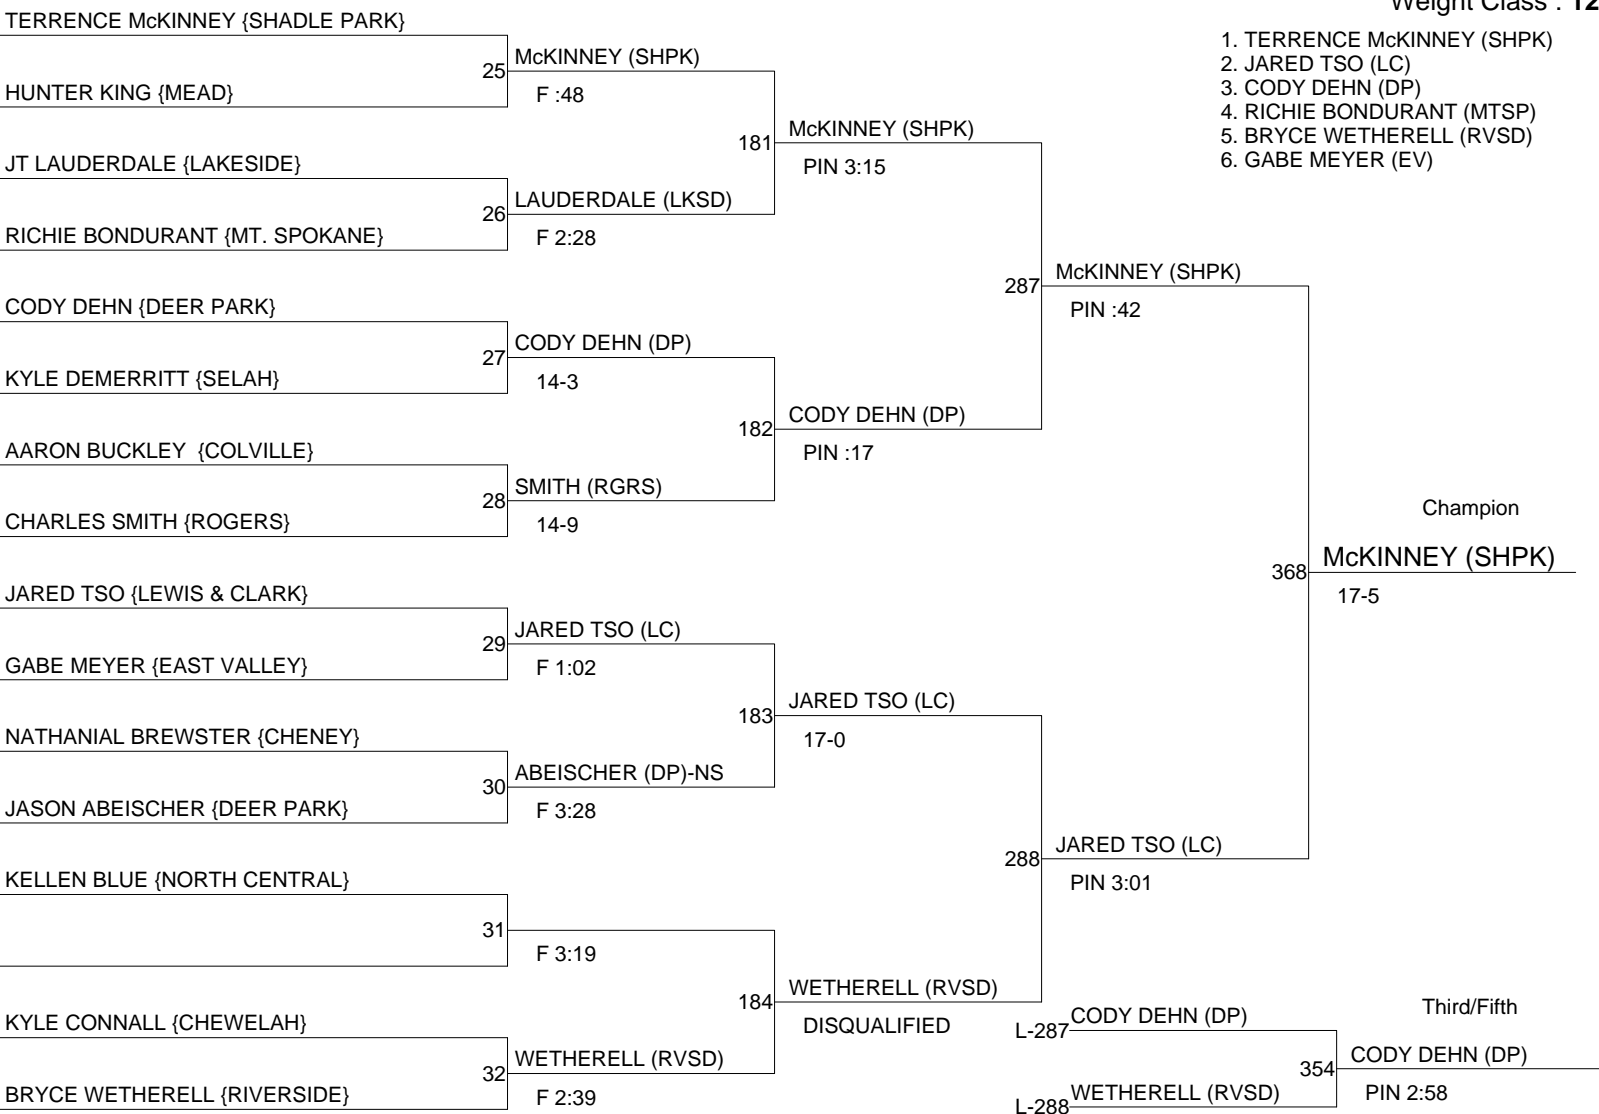 Weight Class : 12
1. TERRENCE McKINNEY (SHPK)
2. JARED TSO (LC)
3. CODY DEHN (DP)
4. RICHIE BONDURANT (MTSP)
5. BRYCE WETHERELL (RVSD)
6. GABE MEYER (EV)
TERRENCE McKINNEY {SHADLE PARK}
HUNTER KING {MEAD}
JT LAUDERDALE {LAKESIDE}
RICHIE BONDURANT {MT. SPOKANE}
CODY DEHN {DEER PARK}
KYLE DEMERRITT {SELAH}
AARON BUCKLEY {COLVILLE}
CHARLES SMITH {ROGERS}
JARED TSO {LEWIS & CLARK}
GABE MEYER {EAST VALLEY}
NATHANIAL BREWSTER {CHENEY}
JASON ABEISCHER {DEER PARK}
KELLEN BLUE {NORTH CENTRAL}
KYLE CONNALL {CHEWELAH}
BRYCE WETHERELL {RIVERSIDE}
25 McKINNEY (SHPK)
F :48
26 LAUDERDALE (LKSD)
F 2:28
27 CODY DEHN (DP)
14-3
28 SMITH (RGRS)
14-9
29 JARED TSO (LC)
F 1:02
30 ABEISCHER (DP)-NS
F 3:28
31
F 3:19
32 WETHERELL (RVSD)
F 2:39
181 McKINNEY (SHPK)
PIN 3:15
182 CODY DEHN (DP)
PIN :17
183 JARED TSO (LC)
17-0
184 WETHERELL (RVSD)
DISQUALIFIED
287 McKINNEY (SHPK)
PIN :42
288 JARED TSO (LC)
PIN 3:01
Champion
368 McKINNEY (SHPK)
17-5
Third/Fifth
L-287 CODY DEHN (DP)
L-288 WETHERELL (RVSD)
354 CODY DEHN (DP)
PIN 2:58